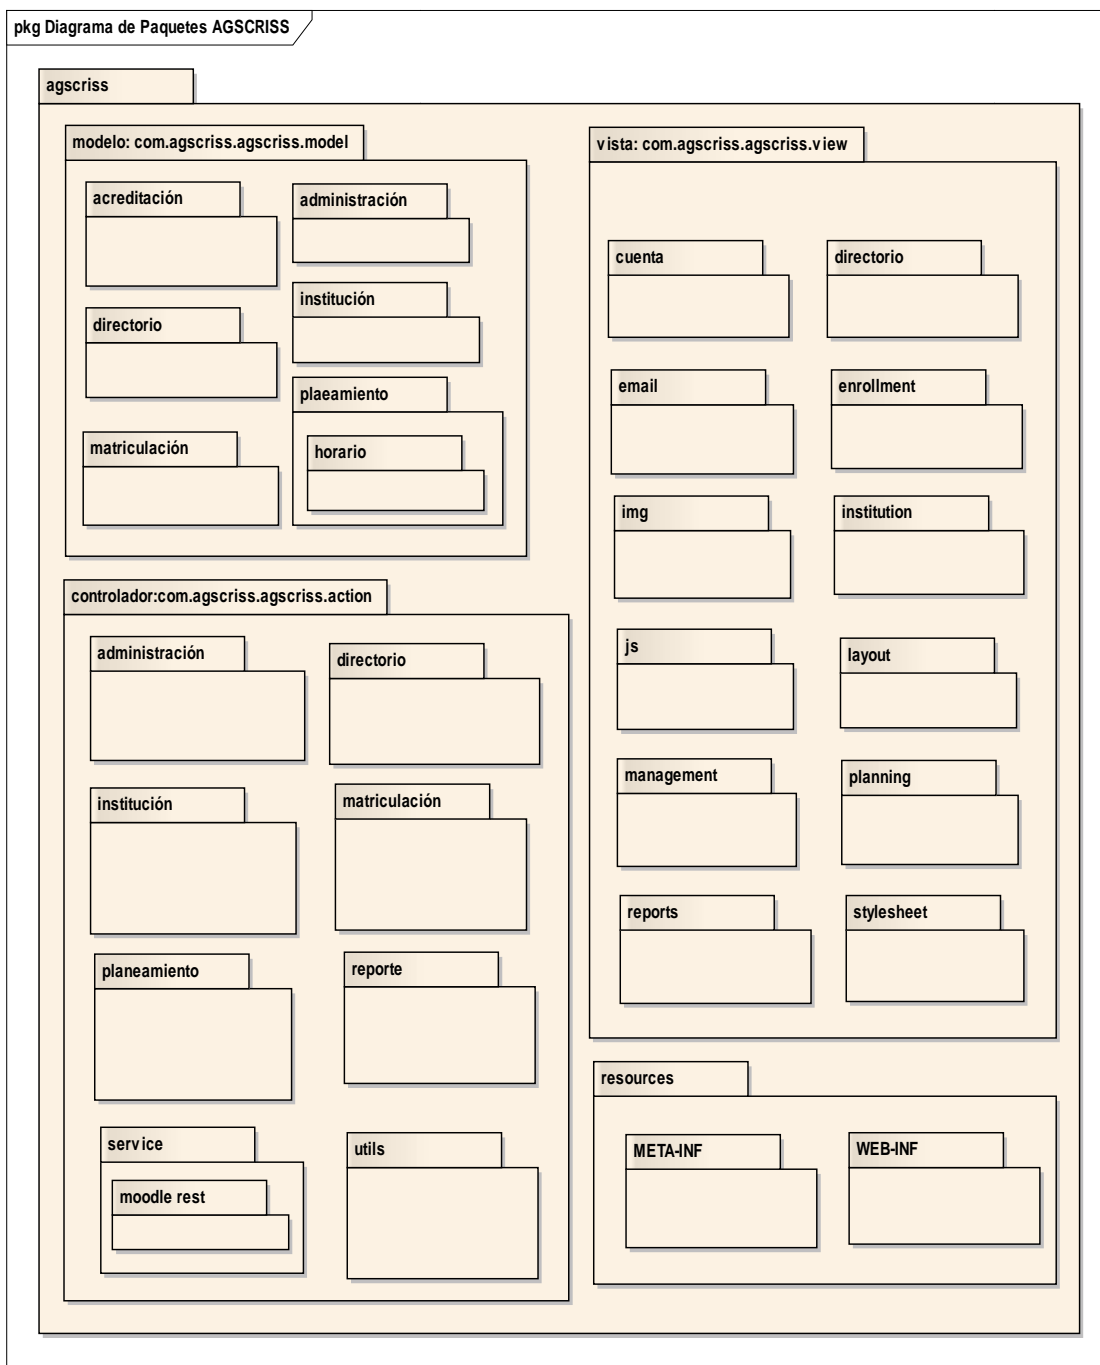 pkg Diagrama de Paquetes AGSCRISS
agscriss
modelo: com.agscriss.agscriss.model
acreditación
administración
directorio
institución
plaeamiento
horario
matriculación
vista: com.agscriss.agscriss.view
cuenta
directorio
email
enrollment
img
institution
js
layout
management
planning
reports
stylesheet
controlador:com.agscriss.agscriss.action
administración
directorio
institución
matriculación
planeamiento
reporte
service
moodle rest
utils
resources
META-INF
WEB-INF